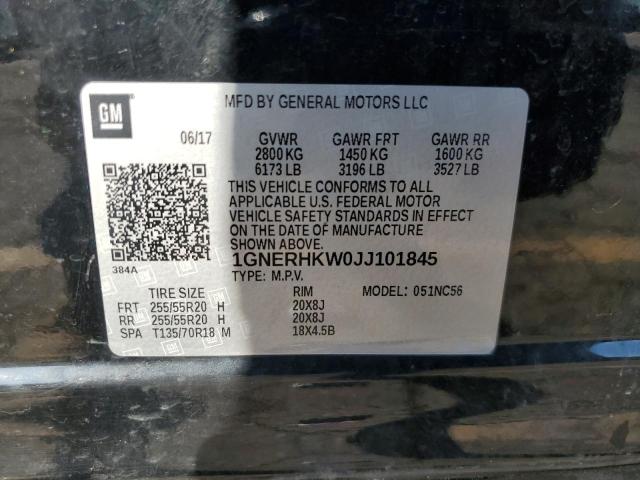 GM
MFD BY GENERAL MOTORS LLC
06/17 GVWR GAWR FRT GAWR RR
2800 KG 1450 KG 1600 KG
6173 LB 3196 LB 3527 LB
THIS VEHICLE CONFORMS TO ALL
APPLICABLE U.S. FEDERAL MOTOR
VEHICLE SAFETY STANDARDS IN EFFECT
ON THE DATE OF MANUFACTURE
SHOWN ABOVE.
384A 1GNERHKW0JJ101845
TYPE: M.P.V.
TIRE SIZE RIM MODEL: 051NC56
FRT 255/55R20 H 20X8J
RR 255/55R20 H 20X8J
SPA T135/70R18 M 18X4.5B